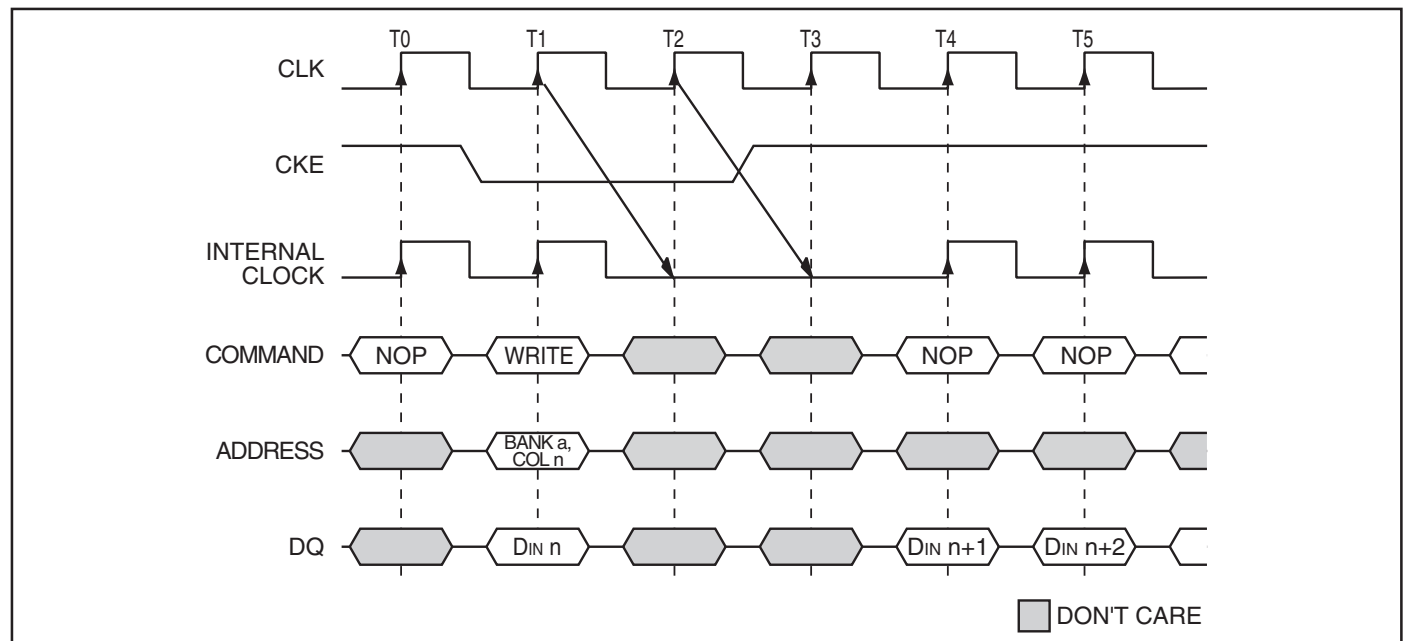 T0 T1 T2 T3 T4 T5
CLK
CKE
INTERNAL
CLOCK
COMMAND NOP WRITE NOP NOP
ADDRESS BANK a,
COL n
DQ DIN n DIN n+1 DIN n+2
DON'T CARE